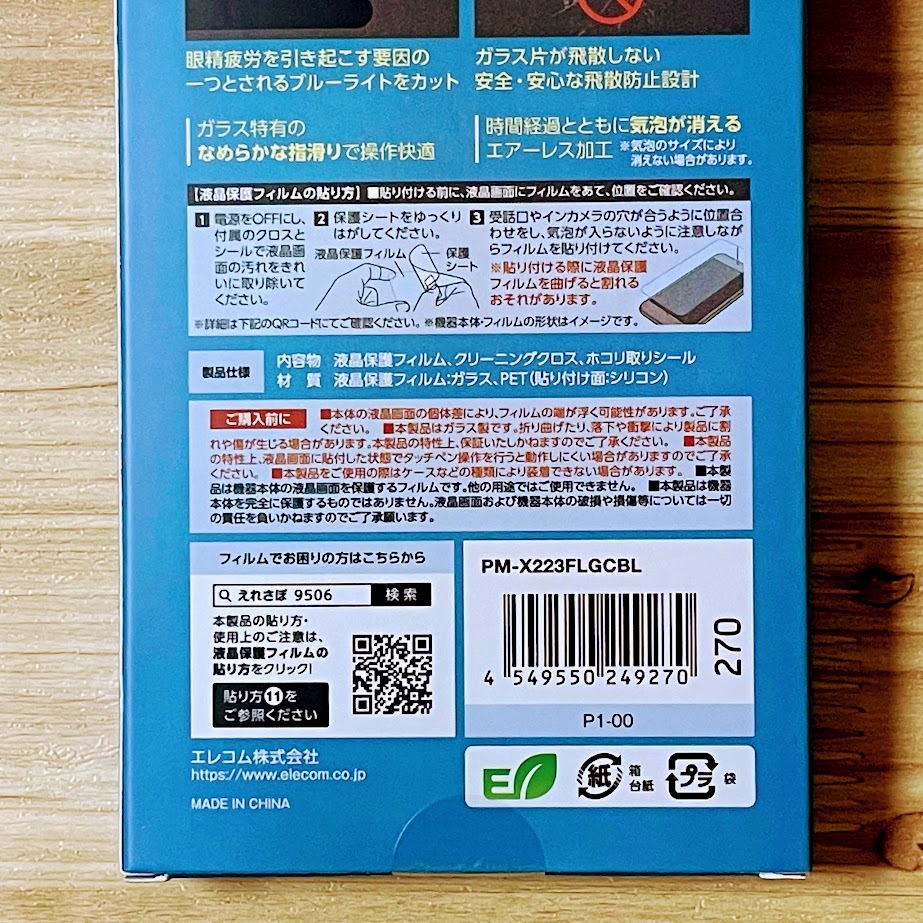 眼精疲労を引き起こす要因の
一つとされるブルーライトをカット
ガラス片が飛散しない
安全・安心な飛散防止設計
ガラス特有の
なめらかな指滑りで操作快適
時間経過とともに気泡が消える
エアーレス加工 ※気泡のサイズにより
消えない場合があります。
【液晶保護フィルムの貼り方】■貼り付ける前に、液晶画面にフィルムをあて、位置をご確認ください。
1 電源をOFFにし、
付属のクロスと
シールで液晶画
面の汚れをきれ
いに取り除いて
ください。
2 保護シートをゆっくり
はがしてください。
液晶保護フィルム
保護
シート
3 受話口やインカメラの穴が合うように位置合
わせをし、気泡が入らないように注意しなが
らフィルムを貼り付けてください。
※貼り付ける際に液晶保護
フィルムを曲げると割れる
おそれがあります。
※詳細は下記のQRコードにてご確認ください。※機器本体・フィルムの形状はイメージです。
製品仕様
内容物 液晶保護フィルム、クリーニングクロス、ホコリ取りシール
材 質 液晶保護フィルム:ガラス、PET(貼り付け面:シリコン)
ご購入前に ■本体の液晶画面の個体差により、フィルムの端が浮く可能性があります。ご了承
ください。 ■本製品はガラス製です。折り曲げたり、落下や衝撃により製品に割
れや傷が生じる場合があります。本製品の特性上、保証いたしかねますのでご了承ください。 ■本製品
の特性上、液晶画面に貼付した状態でタッチペン操作を行うと動作しにくい場合がありますのでご了承
ください。 ■本製品をご使用の際はケースなどの種類により装着できない場合があります。 ■本製
品は機器本体の液晶画面を保護するフィルムです。他の用途ではご使用できません。 ■本製品は機器
本体を完全に保護するものではありません。液晶画面および機器本体の破損や損傷等については一切
の責任を負いかねますのでご了承願います。
フィルムでお困りの方はこちらから
えれさぽ 9506 検索
本製品の貼り方・
使用上のご注意は、
液晶保護フィルムの
貼り方をクリック!
貼り方⑪を
ご参照ください
PM-X223FLGCBL
4 549550 249270
270
P1-00
エレコム株式会社
https://www.elecom.co.jp
MADE IN CHINA
紙 箱
台紙
プラ 袋